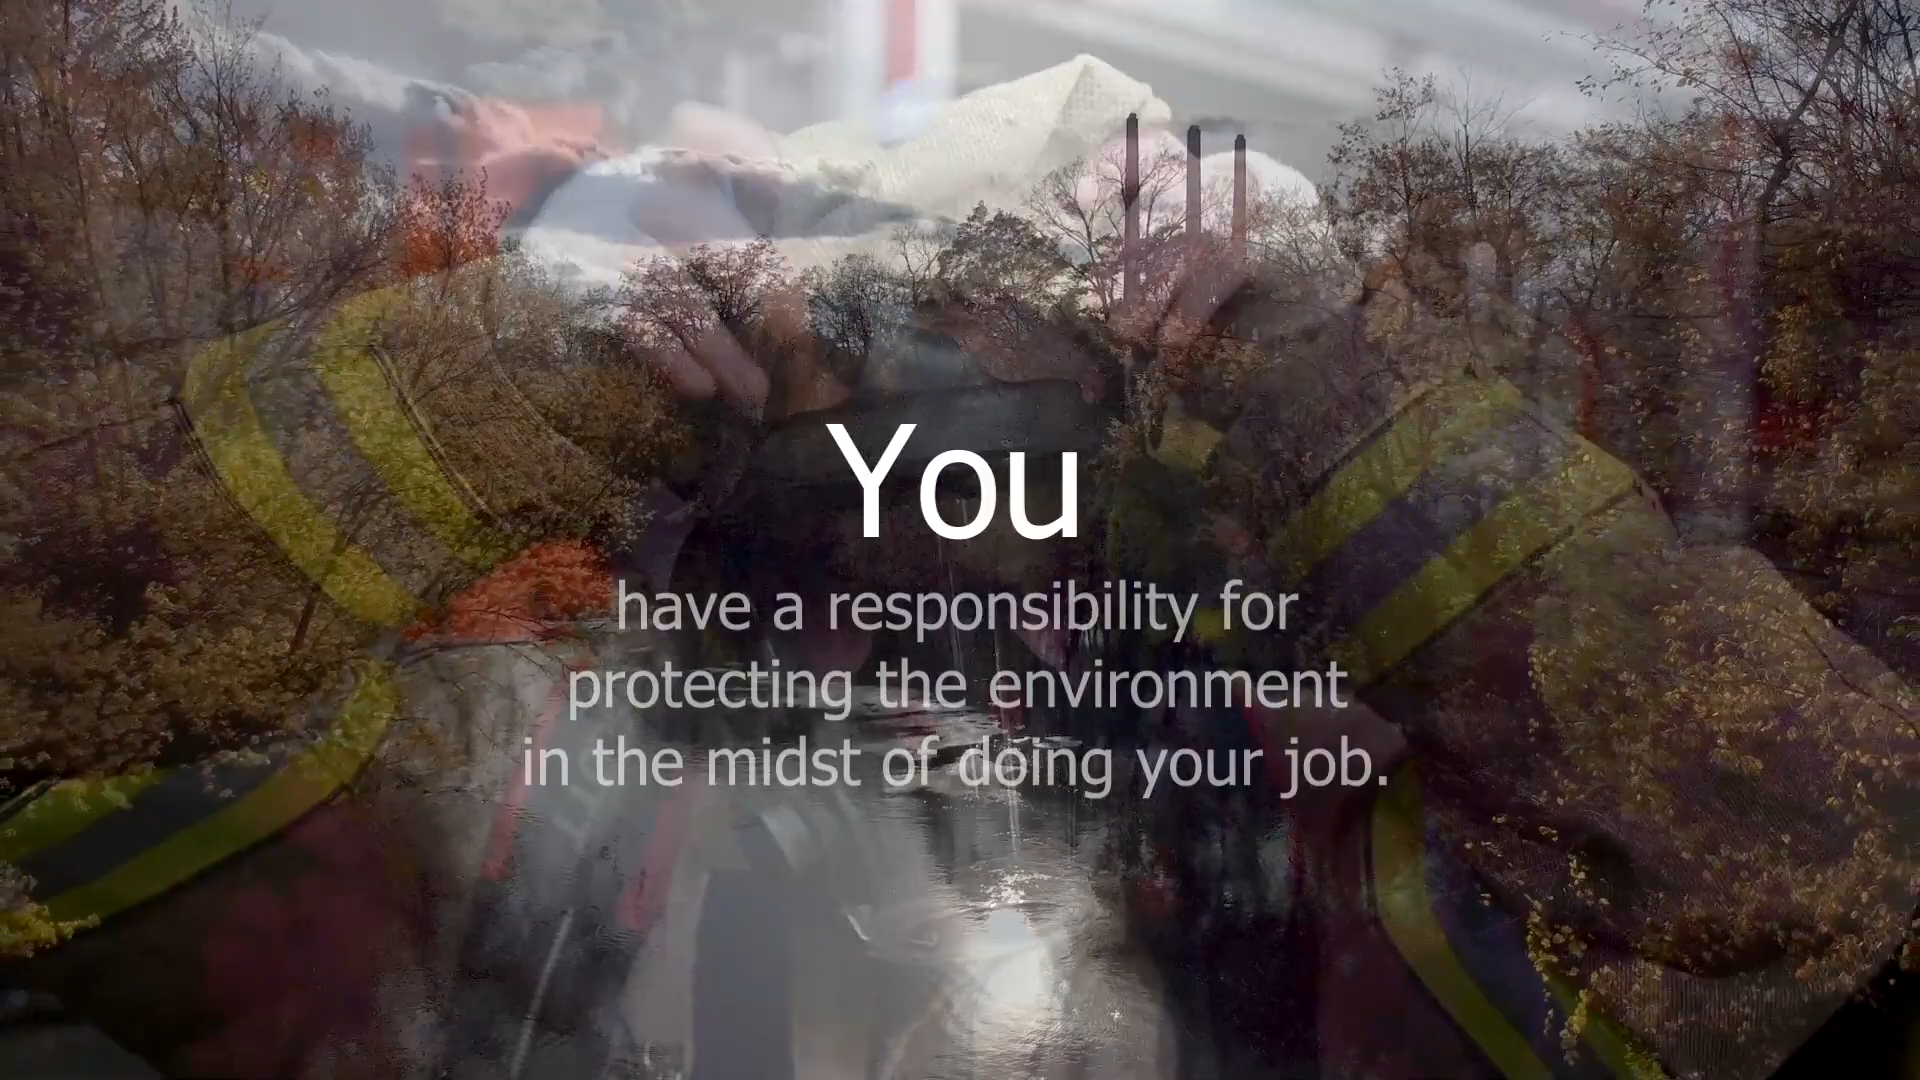 You
have a responsibility for
protecting the environment
in the midst of doing your job.